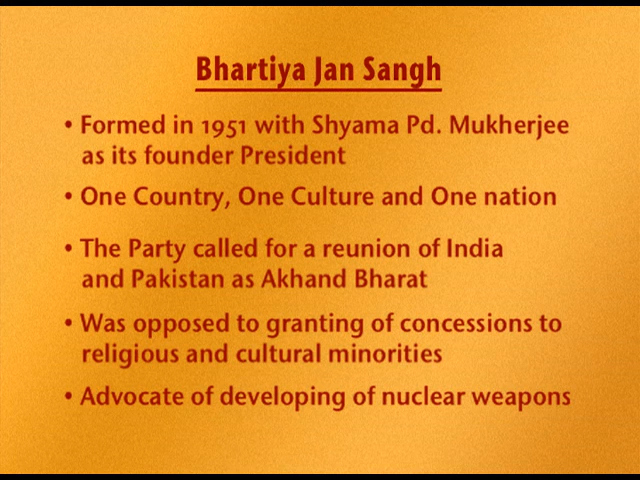 Bhartiya Jan Sangh
• Formed in 1951 with Shyama Pd. Mukherjee
as its founder President
• One Country, One Culture and One nation
• The Party called for a reunion of India
and Pakistan as Akhand Bharat
• Was opposed to granting of concessions to
religious and cultural minorities
• Advocate of developing of nuclear weapons